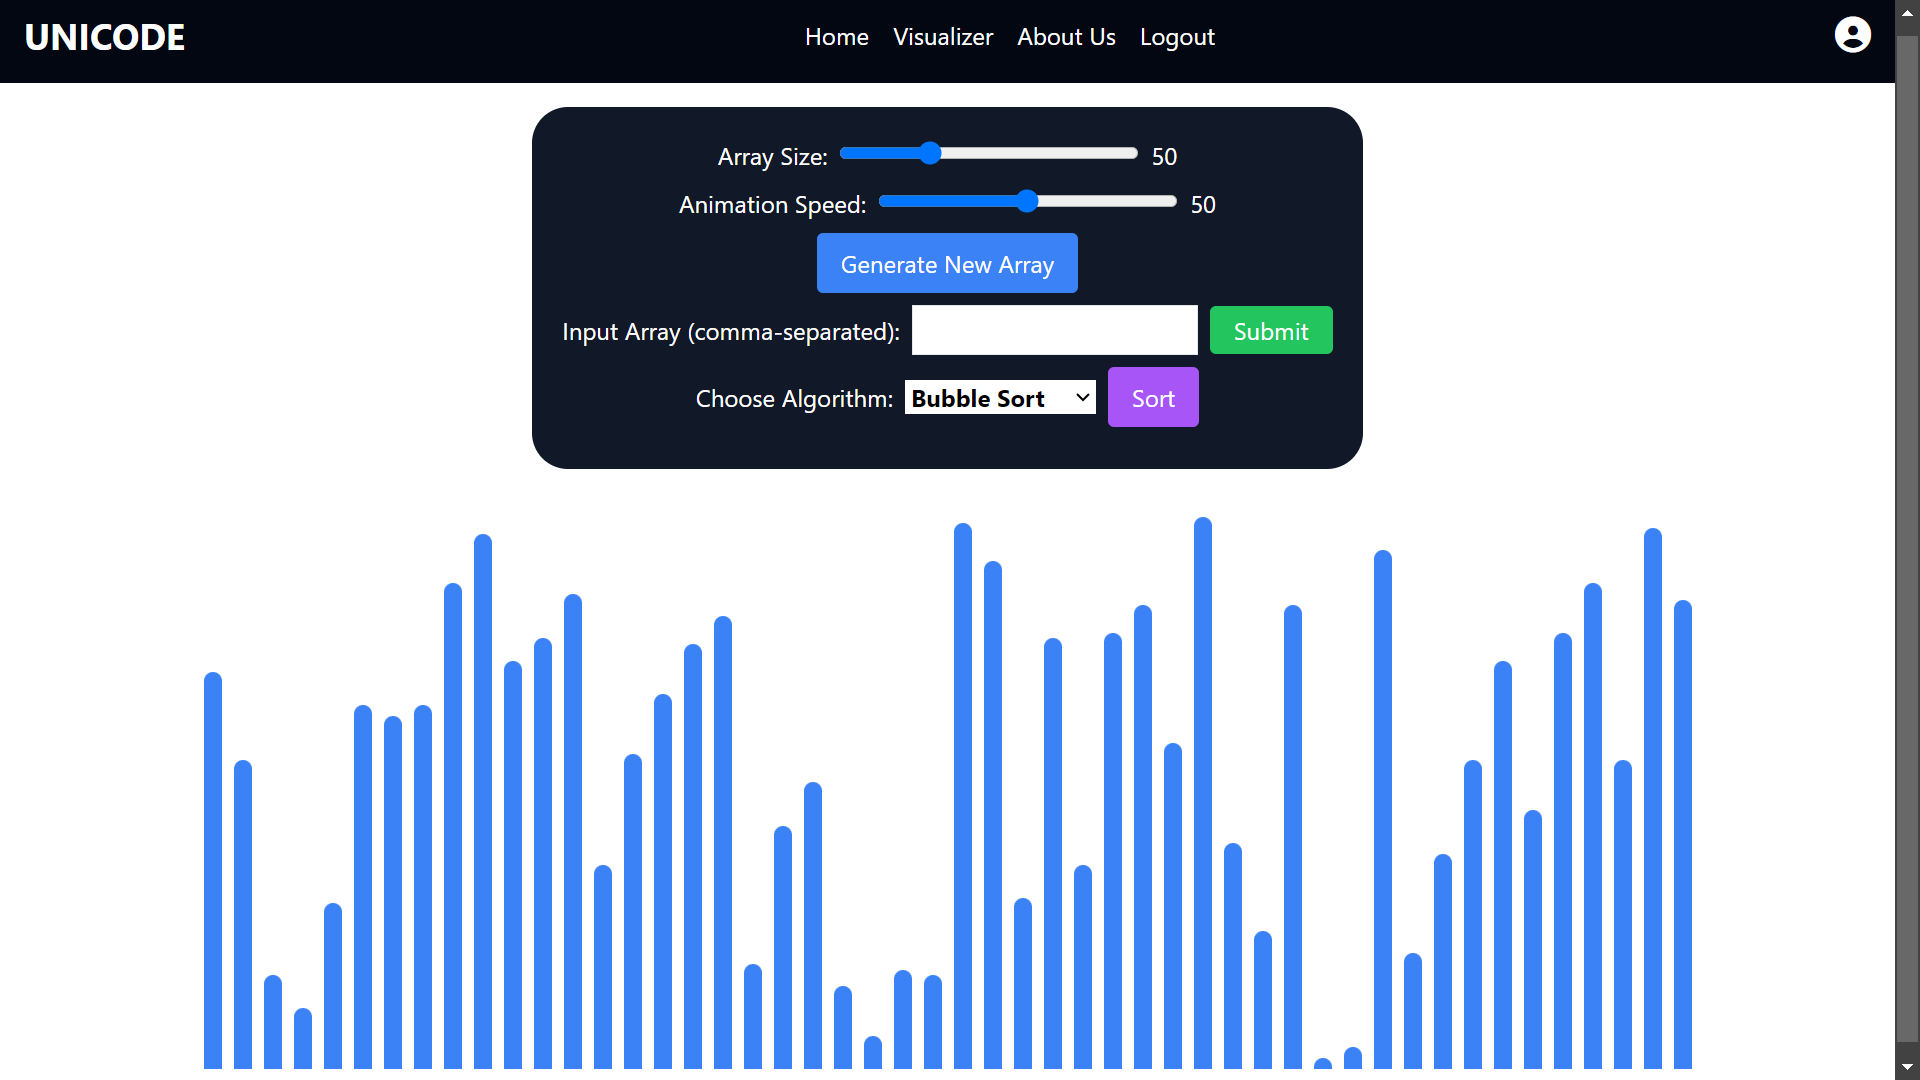 UNICODE
Home Visualizer About Us Logout
Array Size: 50
Animation Speed: 50
Generate New Array
Input Array (comma-separated): Submit
Choose Algorithm: Bubble Sort Sort